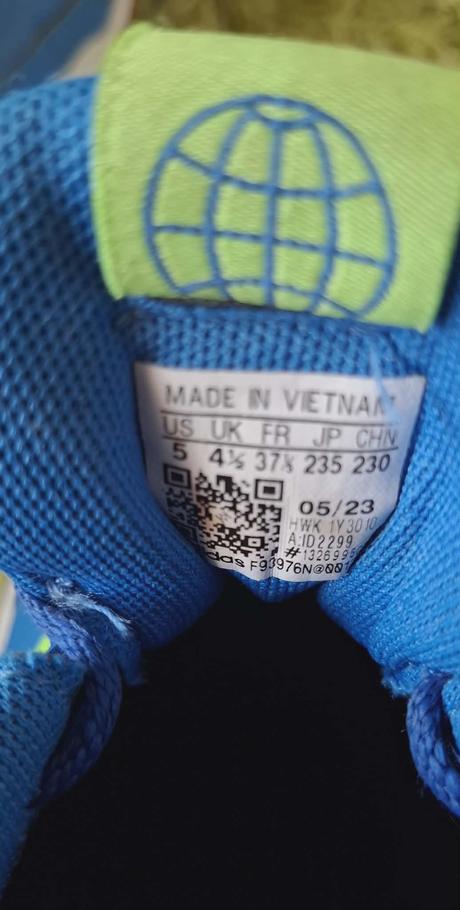 MADE IN VIETNAM
US UK FR JP CHN
5 4½ 37⅓ 235 230
05/23
HWK 1Y3010
A:ID2299
F93976N